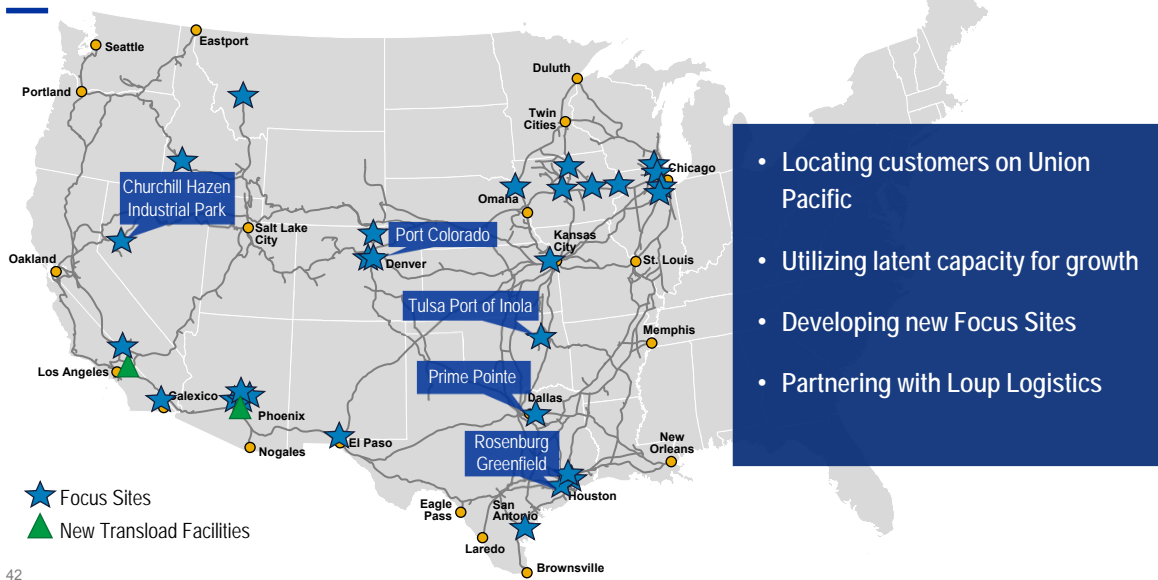 Seattle
Eastport
Portland
Duluth
Twin
Cities
Chicago
Churchill Hazen
Industrial Park
Omaha
Salt Lake
City
Port Colorado
Kansas
City
Oakland
Denver
St. Louis
Tulsa Port of Inola
Memphis
Los Angeles
Prime Pointe
Calexico
Dallas
Phoenix
Rosenburg
Greenfield
El Paso
New
Orleans
Nogales
Houston
Eagle
Pass
San
Antonio
Laredo
Brownsville
• Locating customers on Union
Pacific
• Utilizing latent capacity for growth
• Developing new Focus Sites
• Partnering with Loup Logistics
Focus Sites
New Transload Facilities
42